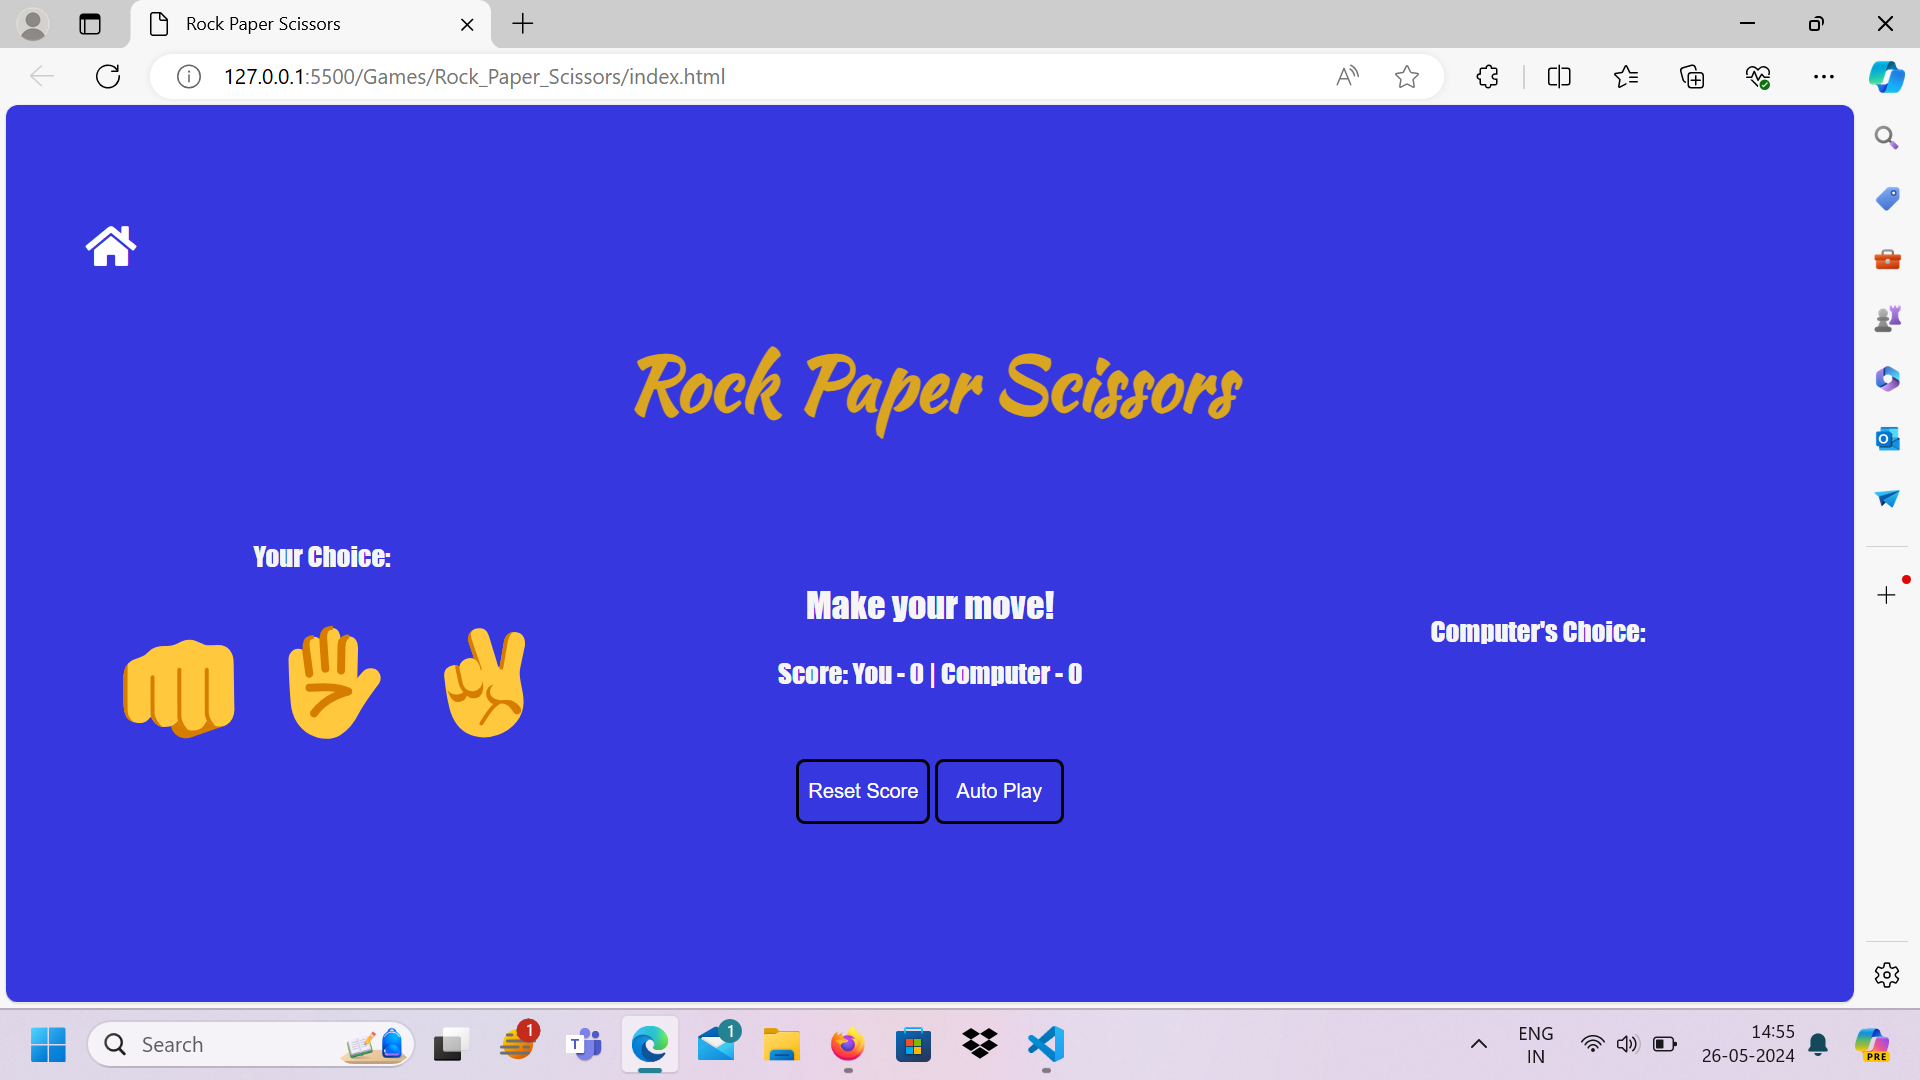 Rock Paper Scissors
127.0.0.1:5500/Games/Rock_Paper_Scissors/index.html
Rock Paper Scissors
Your Choice:
Make your move!
Score: You - 0 | Computer - 0
Computer's Choice:
Reset Score
Auto Play
Search
1
T
1
ENG
IN
14:55
26-05-2024
PRE